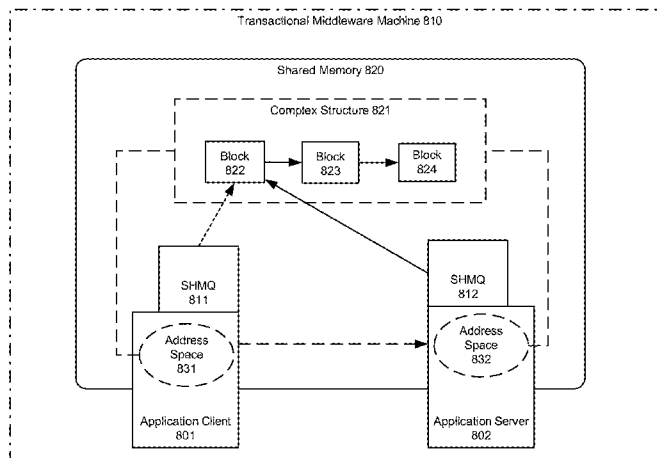 Transactional Middleware Machine 810
Shared Memory 820
Complex Structure 821
Block
822
Block
823
Block
824
SHMQ
811
SHMQ
812
Address
Space
831
Address
Space
832
Application Client
801
Application Server
802